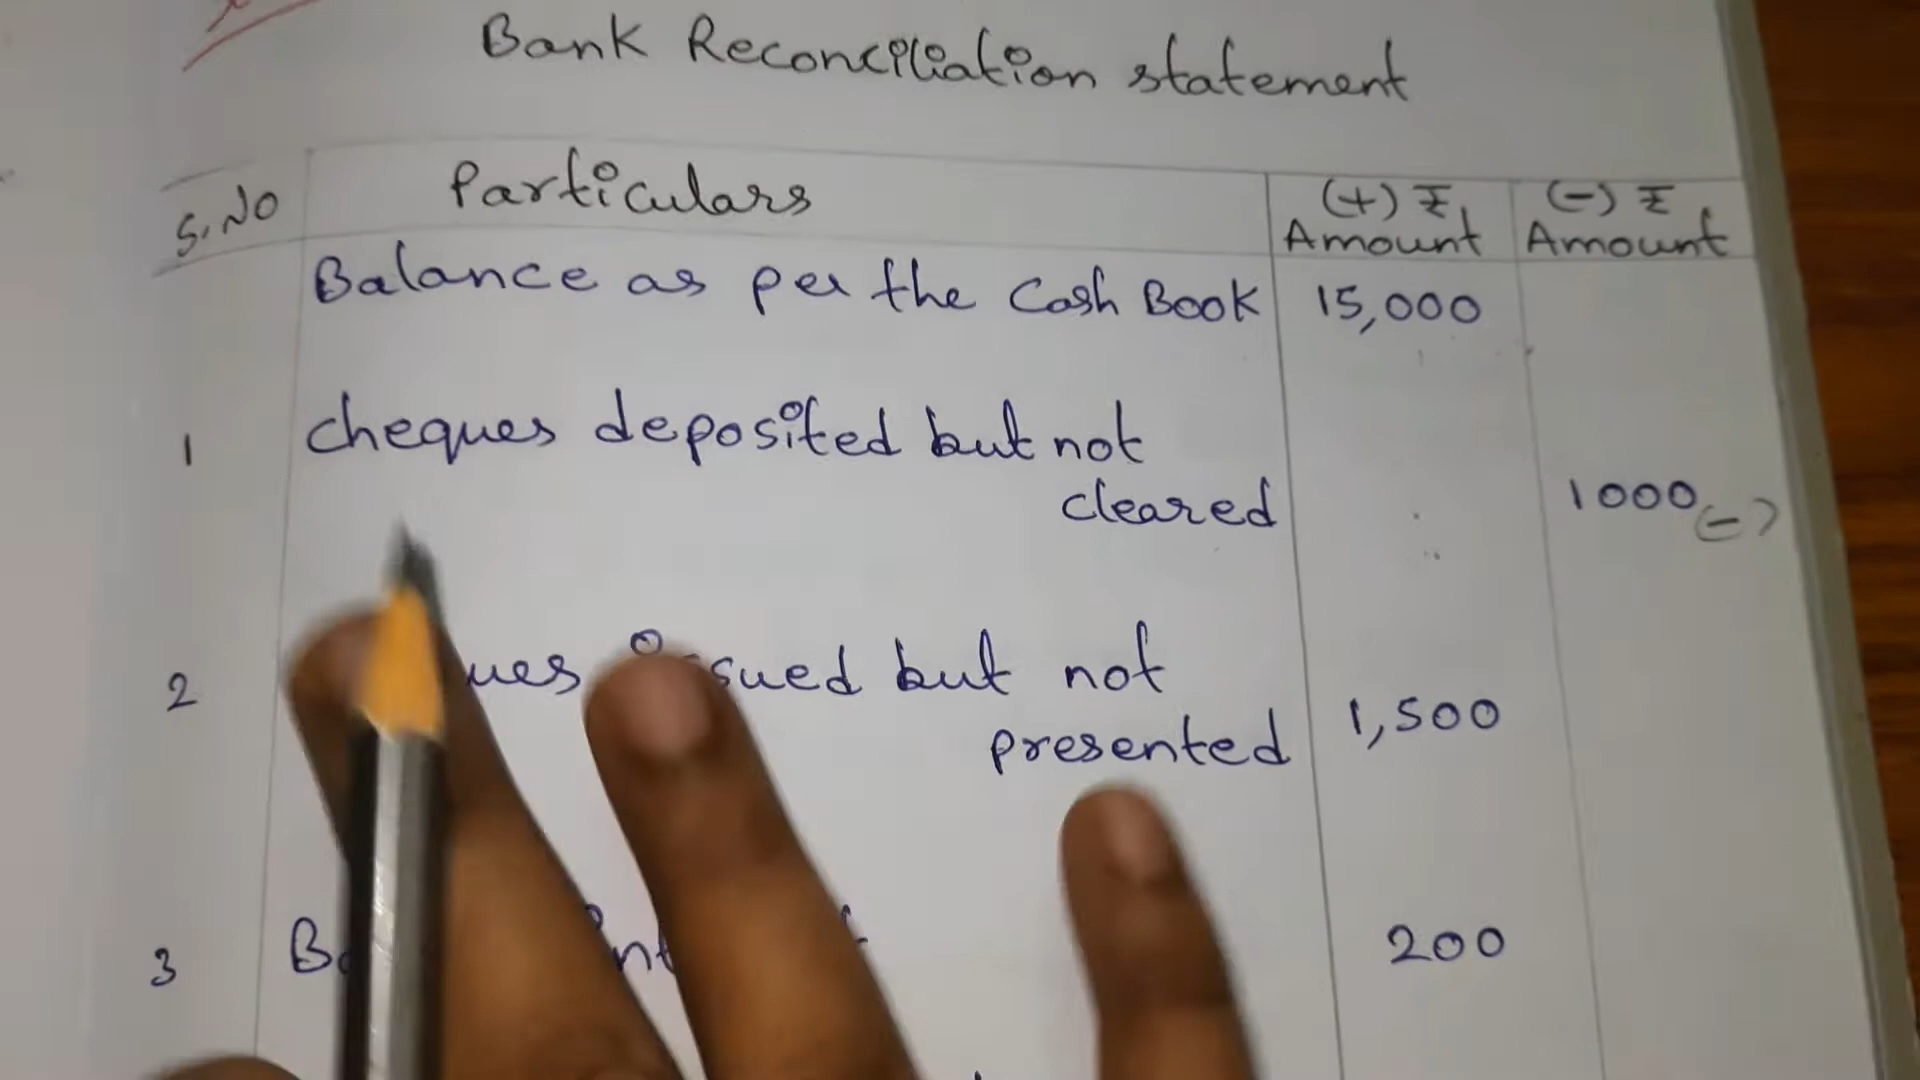 Bank Reconciliation statement
S.No Particulars (+) ₹ Amount (-) ₹ Amount
Balance as per the Cash Book 15,000
1 cheques deposited but not
cleared 1000 (-)
2 issued but not
presented 1,500
3 200